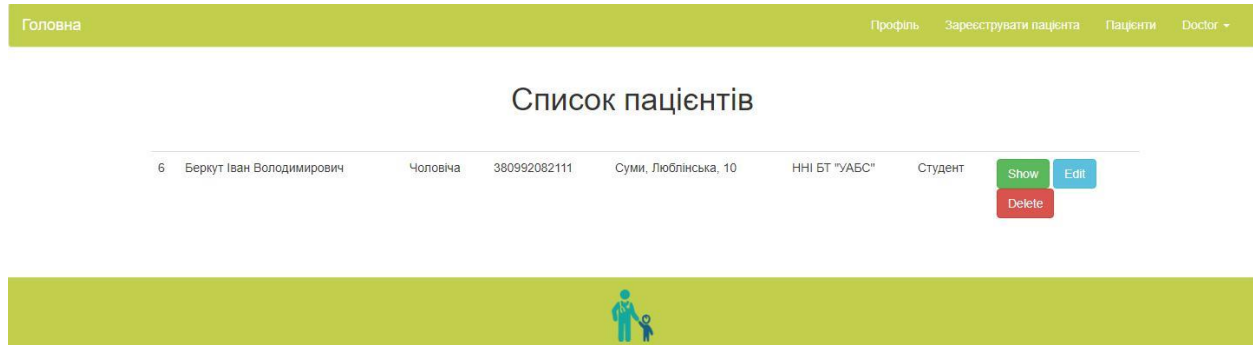 Головна Профіль Зареєструвати пацієнта Пацієнти Doctor
Список пацієнтів
6 Беркут Іван Володимирович Чоловіча 380992082111 Суми, Люблінська, 10 ННІ БТ "УАБС" Студент Show Edit
Delete